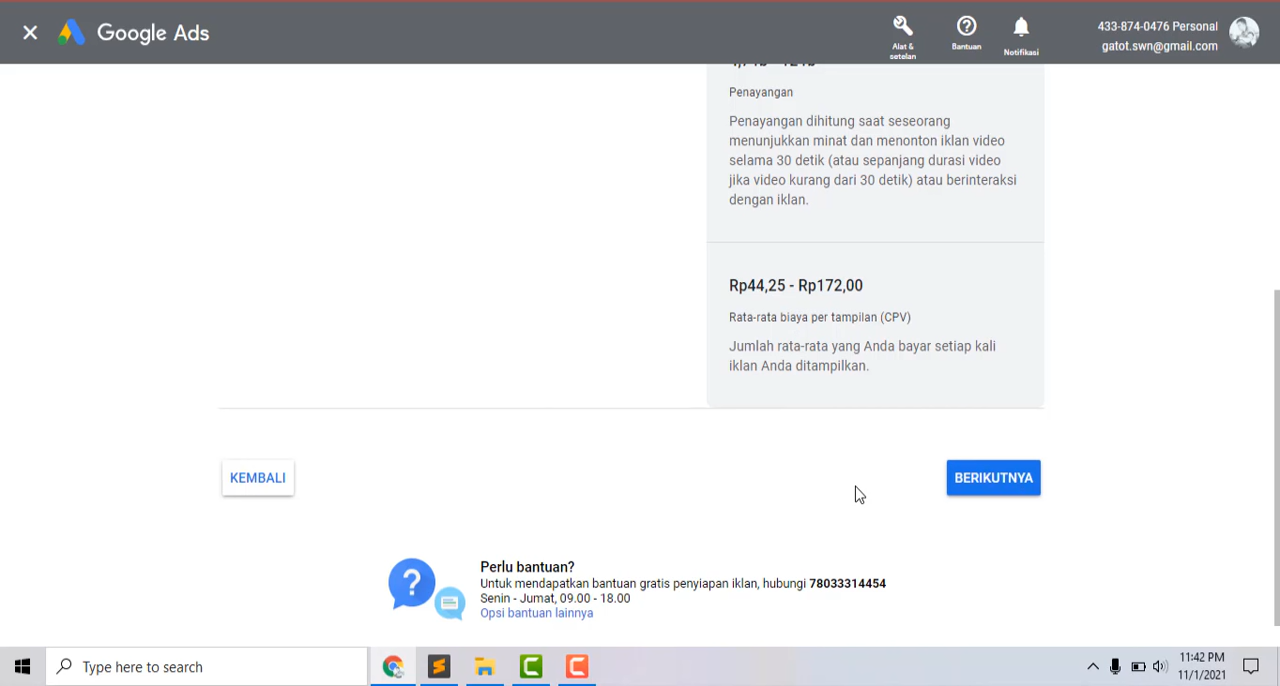 Google Ads
Alat &
setelan
Bantuan
Notifikasi
433-874-0476 Personal
gatot.swn@gmail.com
Penayangan
Penayangan dihitung saat seseorang
menunjukkan minat dan menonton iklan video
selama 30 detik (atau sepanjang durasi video
jika video kurang dari 30 detik) atau berinteraksi
dengan iklan.
Rp44,25 - Rp172,00
Rata-rata biaya per tampilan (CPV)
Jumlah rata-rata yang Anda bayar setiap kali
iklan Anda ditampilkan.
KEMBALI
BERIKUTNYA
Perlu bantuan?
Untuk mendapatkan bantuan gratis penyiapan iklan, hubungi 78033314454
Senin - Jumat, 09.00 - 18.00
Opsi bantuan lainnya
Type here to search
11:42 PM
11/1/2021